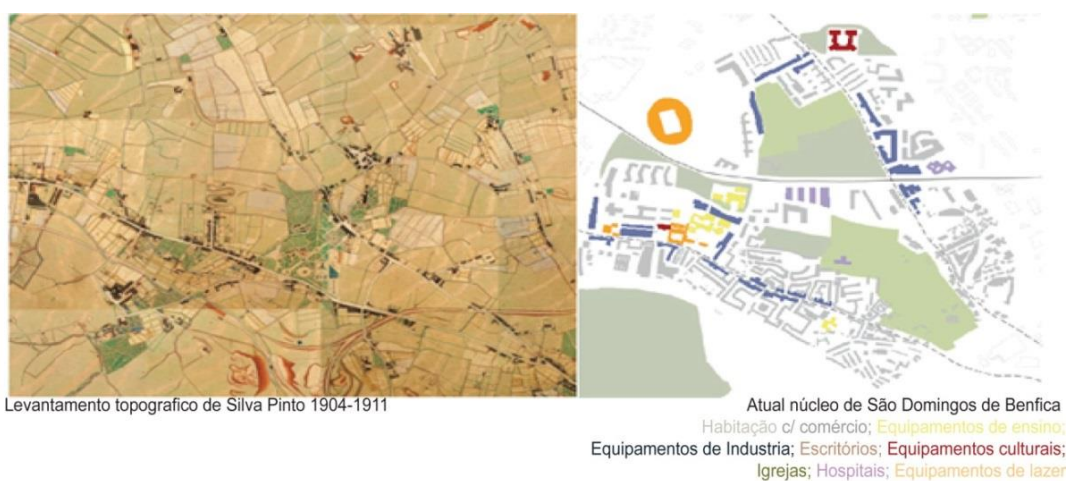 Levantamento topografico de Silva Pinto 1904-1911
Atual núcleo de São Domingos de Benfica
Habitação c/ comércio; Equipamentos de ensino;
Equipamentos de Industria; Escritórios; Equipamentos culturais;
Igrejas; Hospitais; Equipamentos de lazer